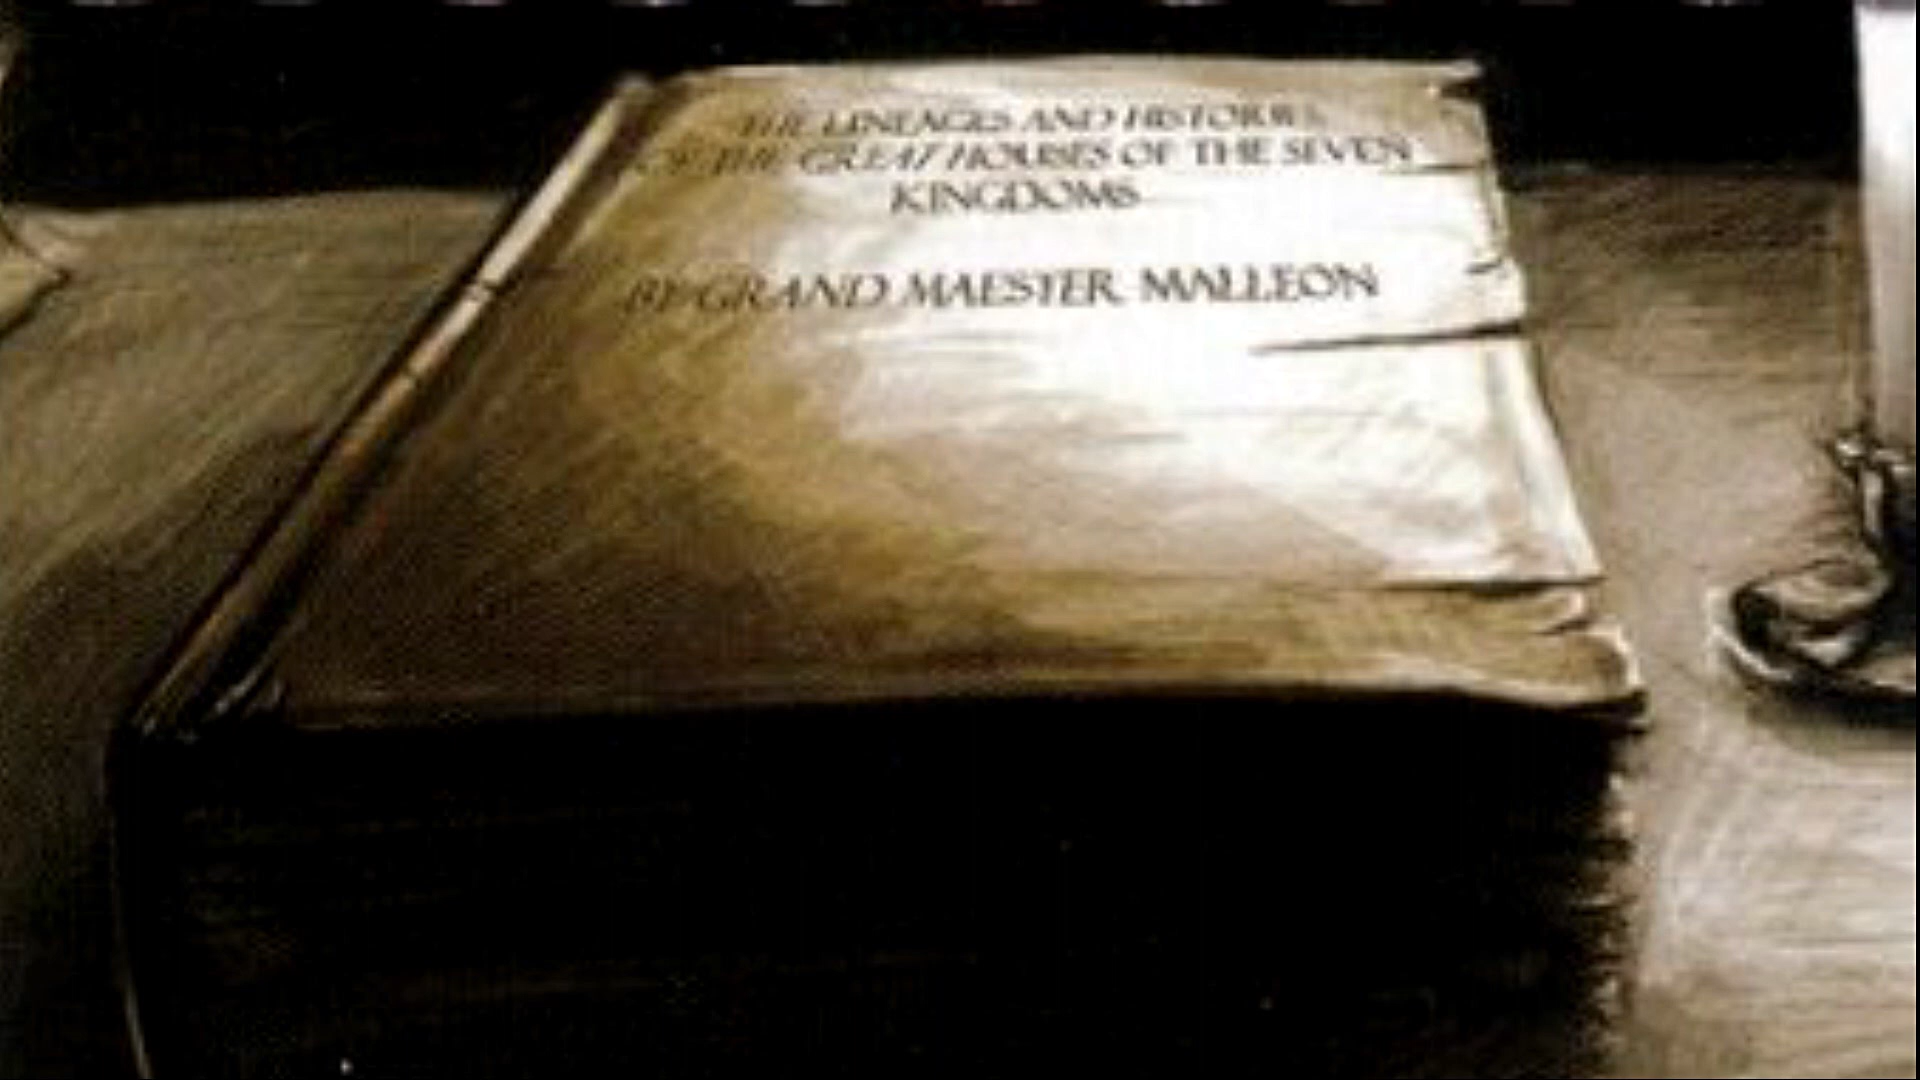 THE LINEAGES AND HISTORIES
OF THE GREAT HOUSES OF THE SEVEN
KINGDOMS
BY GRAND MAESTER MALLEON